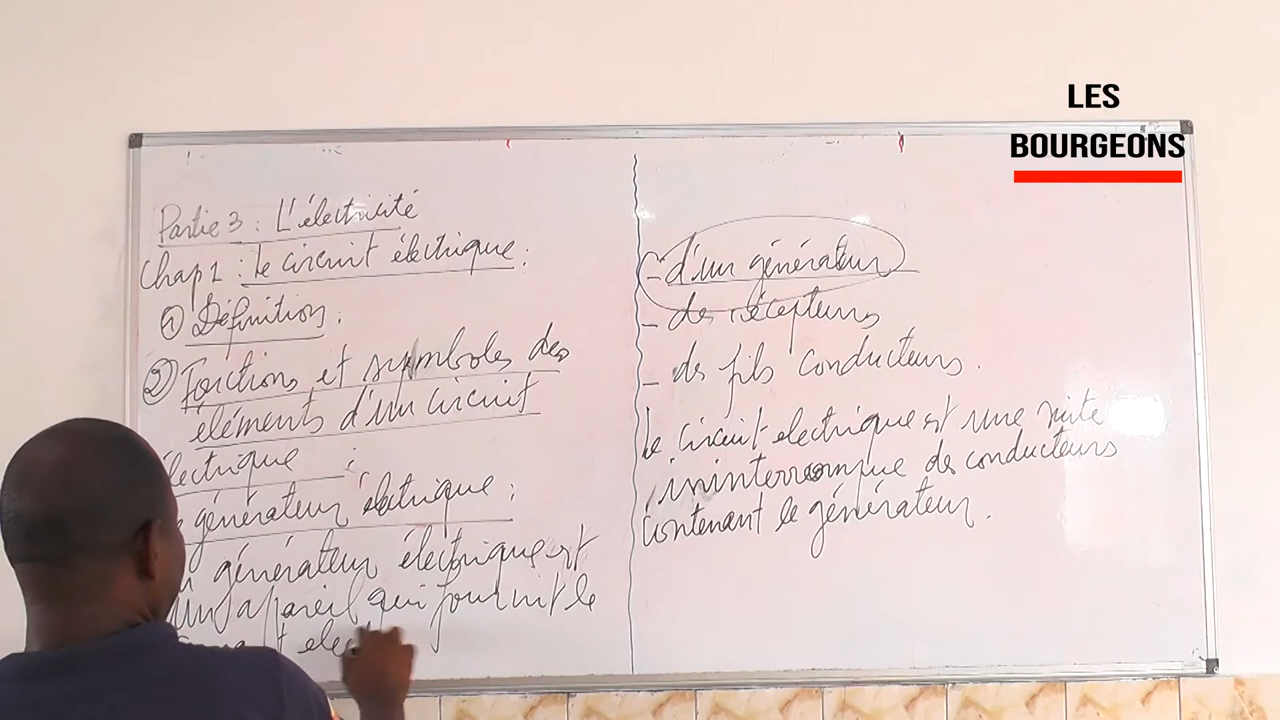 LES
BOURGEONS
Partie 3 : L'électricité
Chap 1 : le circuit électrique :
① Définition :
② Fonctions et symboles des
éléments d'un circuit
électrique :
générateur électrique :
générateur électrique est
un appareil qui fournit le
- d'un générateur
- des récepteurs
- des fils conducteurs.
le circuit electrique est une suite
ininterrompue de conducteurs
contenant le générateur.